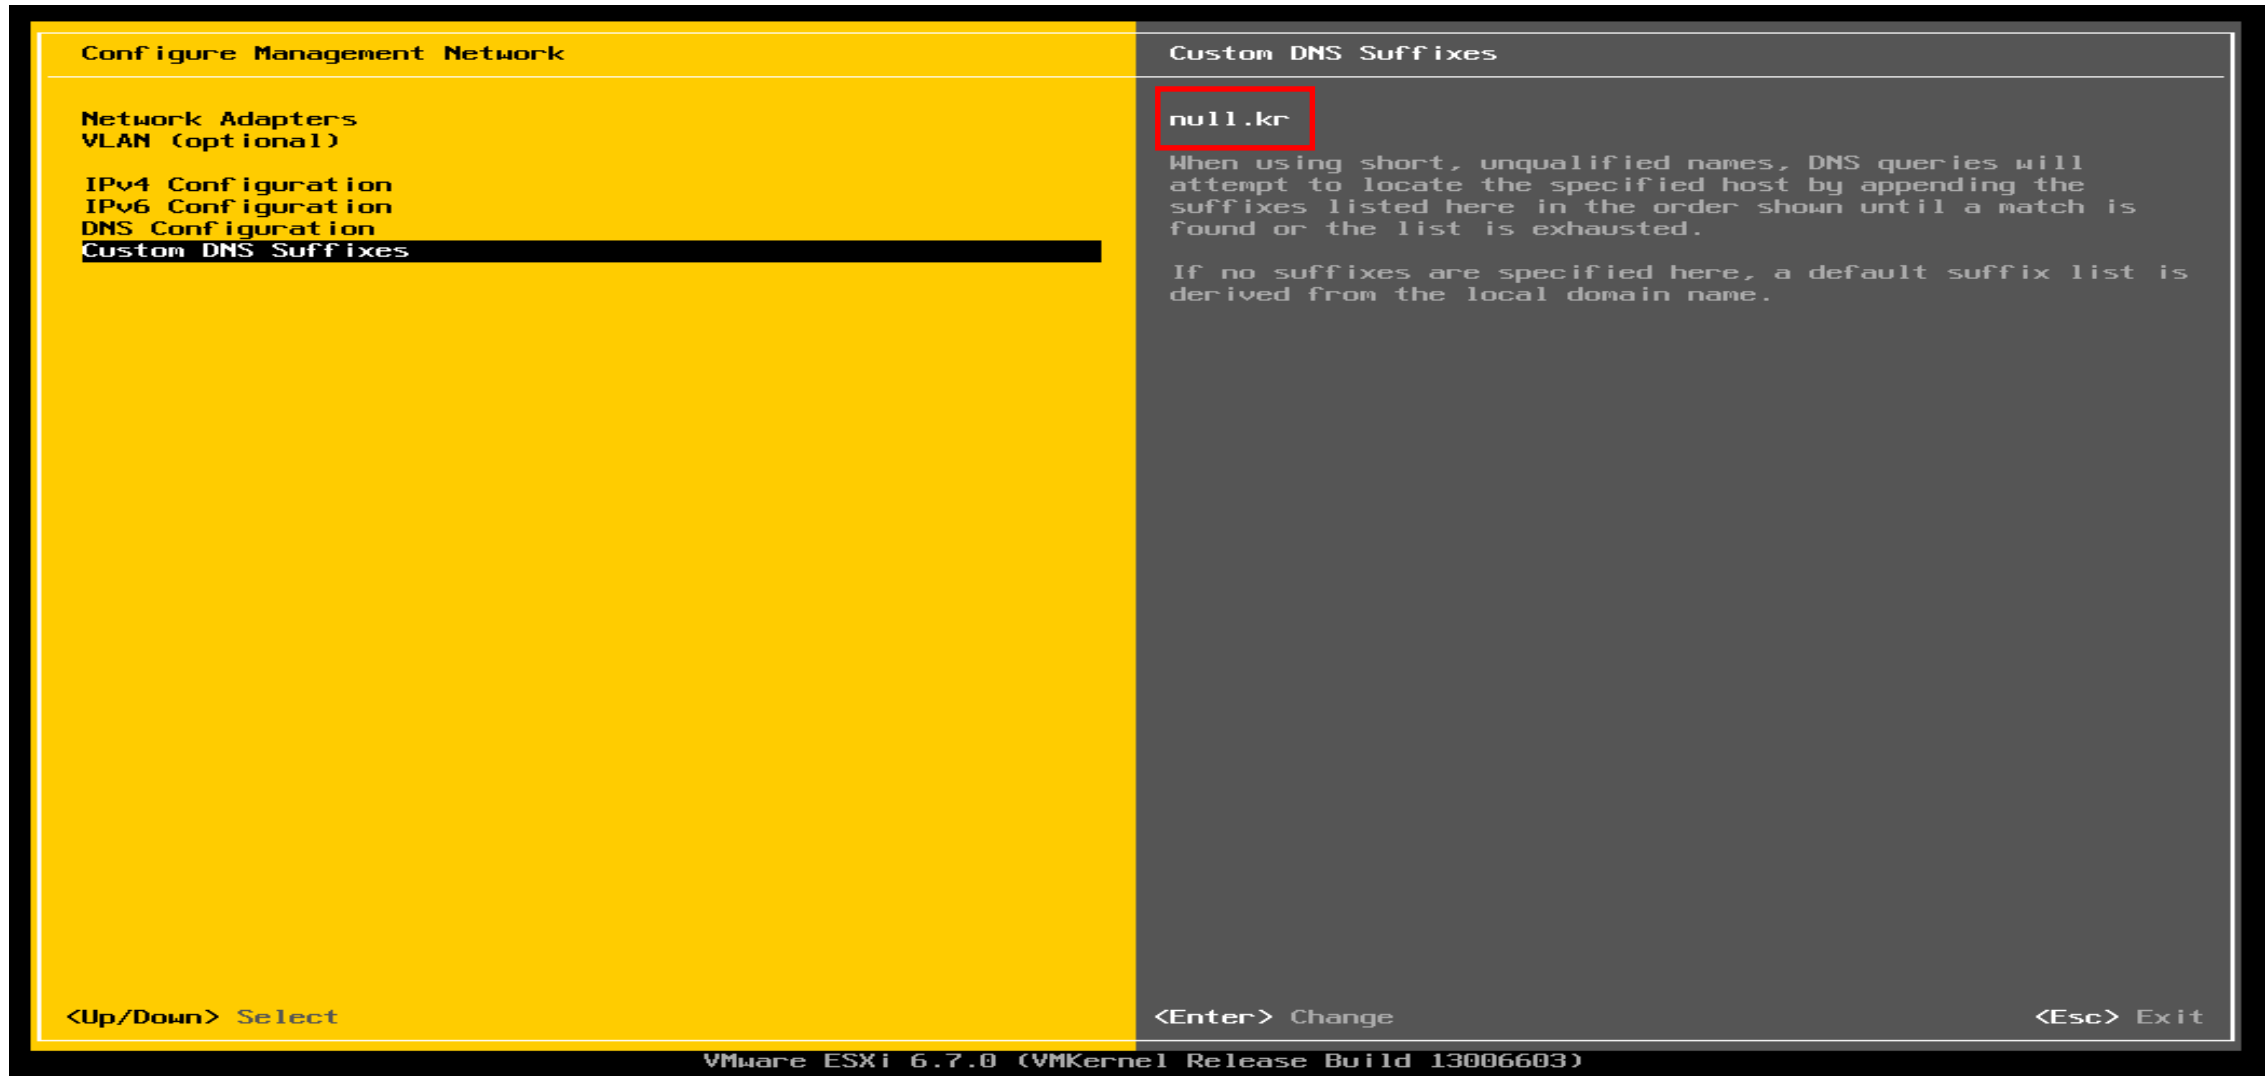 Configure Management Network
Network Adapters
VLAN (optional)
IPv4 Configuration
IPv6 Configuration
DNS Configuration
Custom DNS Suffixes
<Up/Down> Select
Custom DNS Suffixes
null.kr
When using short, unqualified names, DNS queries will
attempt to locate the specified host by appending the
suffixes listed here in the order shown until a match is
found or the list is exhausted.
If no suffixes are specified here, a default suffix list is
derived from the local domain name.
<Enter> Change
<Esc> Exit
VMware ESXi 6.7.0 (VMKernel Release Build 13006603)